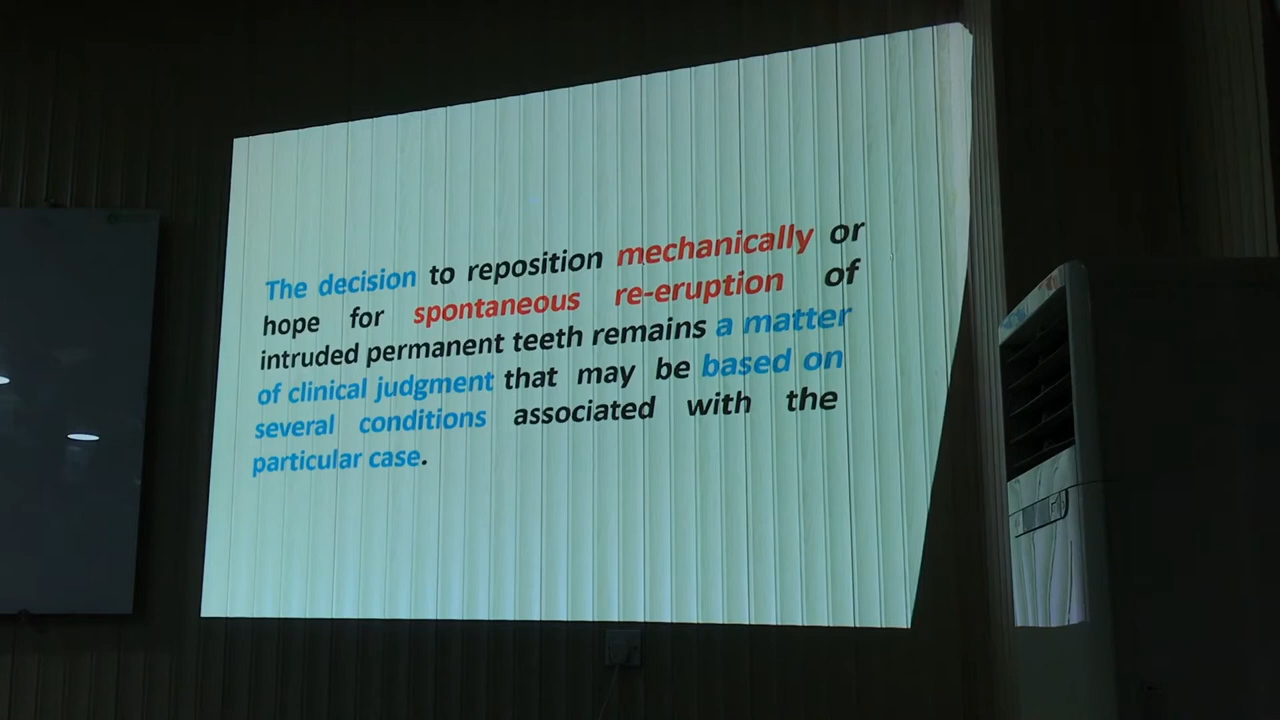 The decision to reposition mechanically or
hope for spontaneous re-eruption of
intruded permanent teeth remains a matter
of clinical judgment that may be based on
several conditions associated with the
particular case.